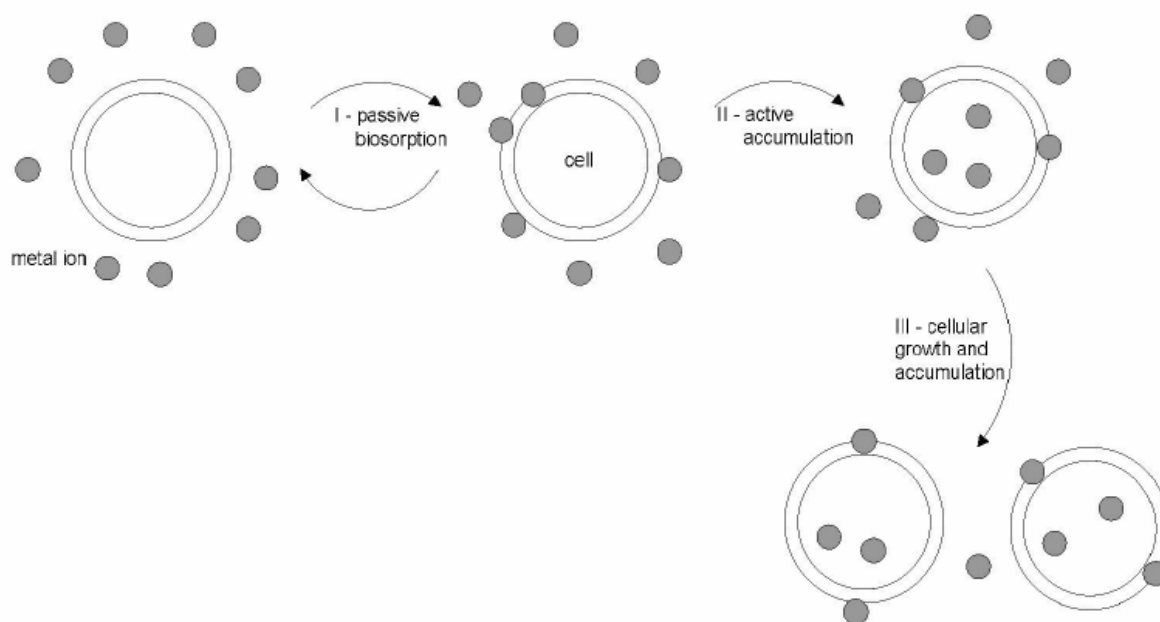 metal ion
I - passive
biosorption
cell
II - active
accumulation
III - cellular
growth and
accumulation